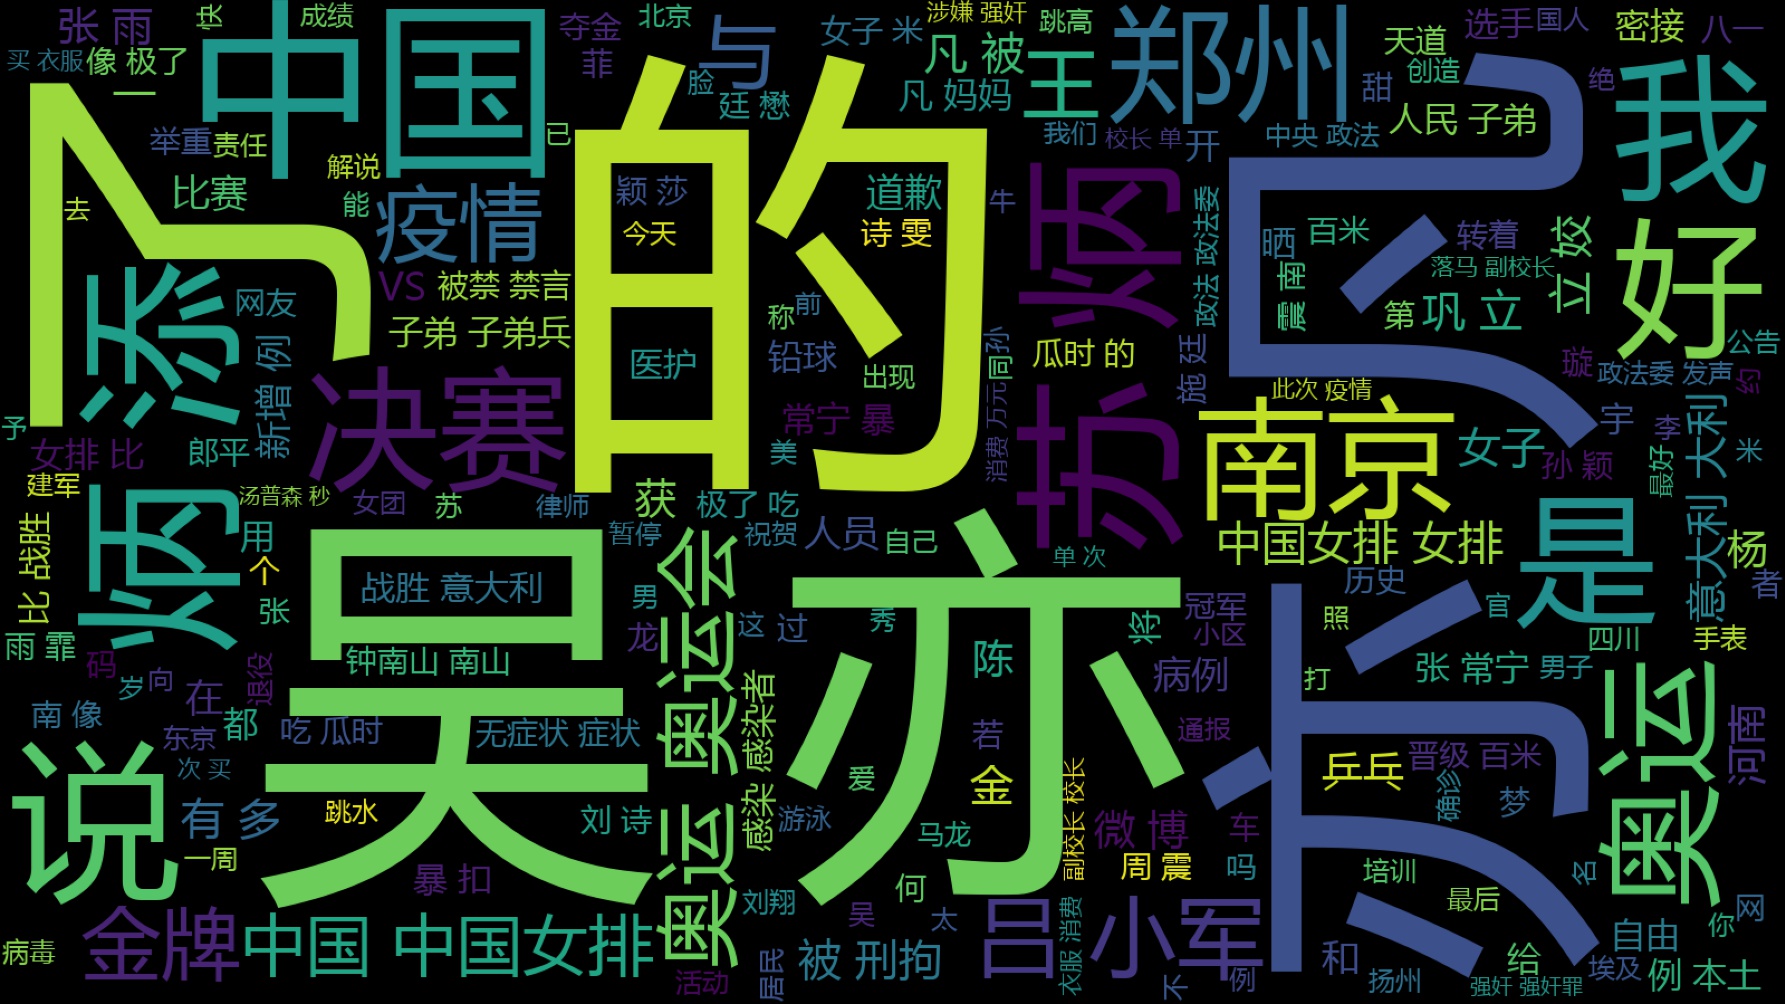 张 雨
中国
快
成绩
夺金
菲
北京
与
涉嫌 强奸
女子 米
跳高
郑州
选手
国人
密接
八一
买 衣服
像 极了
一
凡 被
王
天道
创造
甜
绝
我
脸
廷 懋
凡 妈妈
人民 子弟
举重
责任
已
我们
校长 单
开
中央 政法
解说
比赛
能
疫情
的
颖 莎
今天
道歉
诗 雯
牛
苏 炳
政法 政法委
晒
百米
转着
立 姣
好
去
了
添
炳
网友
VS
被禁 禁言
子弟 子弟兵
称
前
铅球
医护
出现
同
孙
瓜时 的
施 廷
震 南
落马 副校长
第
巩 立
凡
璇
公告
政法委 发声
约
新增 例
予
女排 比
郎平
决赛
常宁 暴
美
消费 万元
此次 疫情
南京
女子
宇
李
孙 颖
最好
意大利 大利
米
建军
汤普森 秒
女团
苏
律师
获
极了 吃
比 战胜
用
个
张
暂停
祝贺
人员
自己
单 次
中国女排 女排
是
杨
者
战胜 意大利
吴
亦
奥运 奥运会
男
龙
这 过
秀
将
冠军
小区
历史
照
官
四川
手表
雨 霏
码
岁
向
在
退役
钟南山 南山
陈
病例
打
张 常宁
男子
南 像
东京
都
吃 瓜时
无症状 症状
感染 感染者
若
通报
奥运
河南
说
次 买
有 多
一周
跳水
刘 诗
爱
游泳
金
马龙
副校长 校长
微 博
车
乒乓
晋级 百米
确诊
梦
苏
暴 扣
何
周 震
吗
培训
名
最后
病毒
金牌
中国 中国女排
刘翔
吴
太
吕 小军
活动
居民
被 刑拘
衣服 消费
不
例
和
扬州
给
强奸 强奸罪
埃及
自由
你
网
例 本土